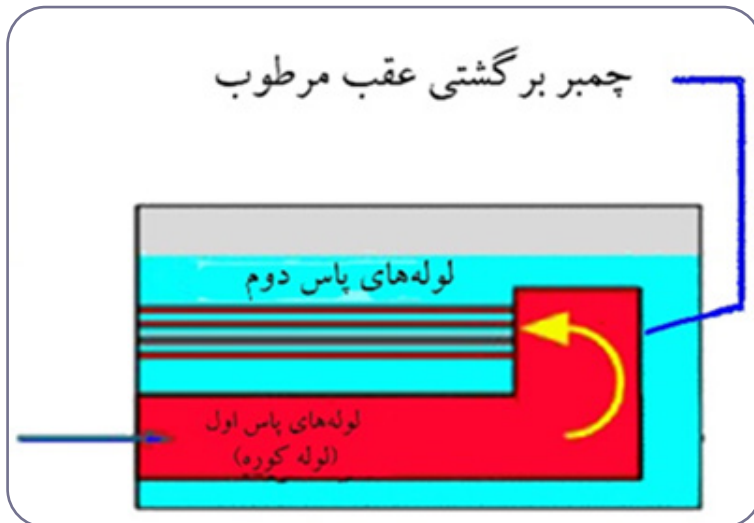 چمبر برگشتی عقب مرطوب
لوله‌های پاس دوم
لوله‌های پاس اول
(لوله کوره)